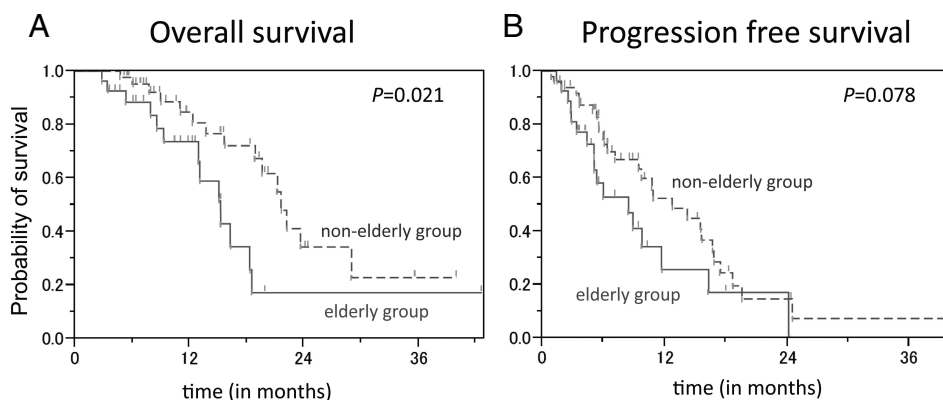 A Overall survival
P=0.021
Probability of survival
1.0
0.8
0.6
0.4
0.2
0.0
non-elderly group
elderly group
0 12 24 36
time (in months)
B Progression free survival
P=0.078
1.0
0.8
0.6
0.4
0.2
0.0
non-elderly group
elderly group
0 12 24 36
time (in months)